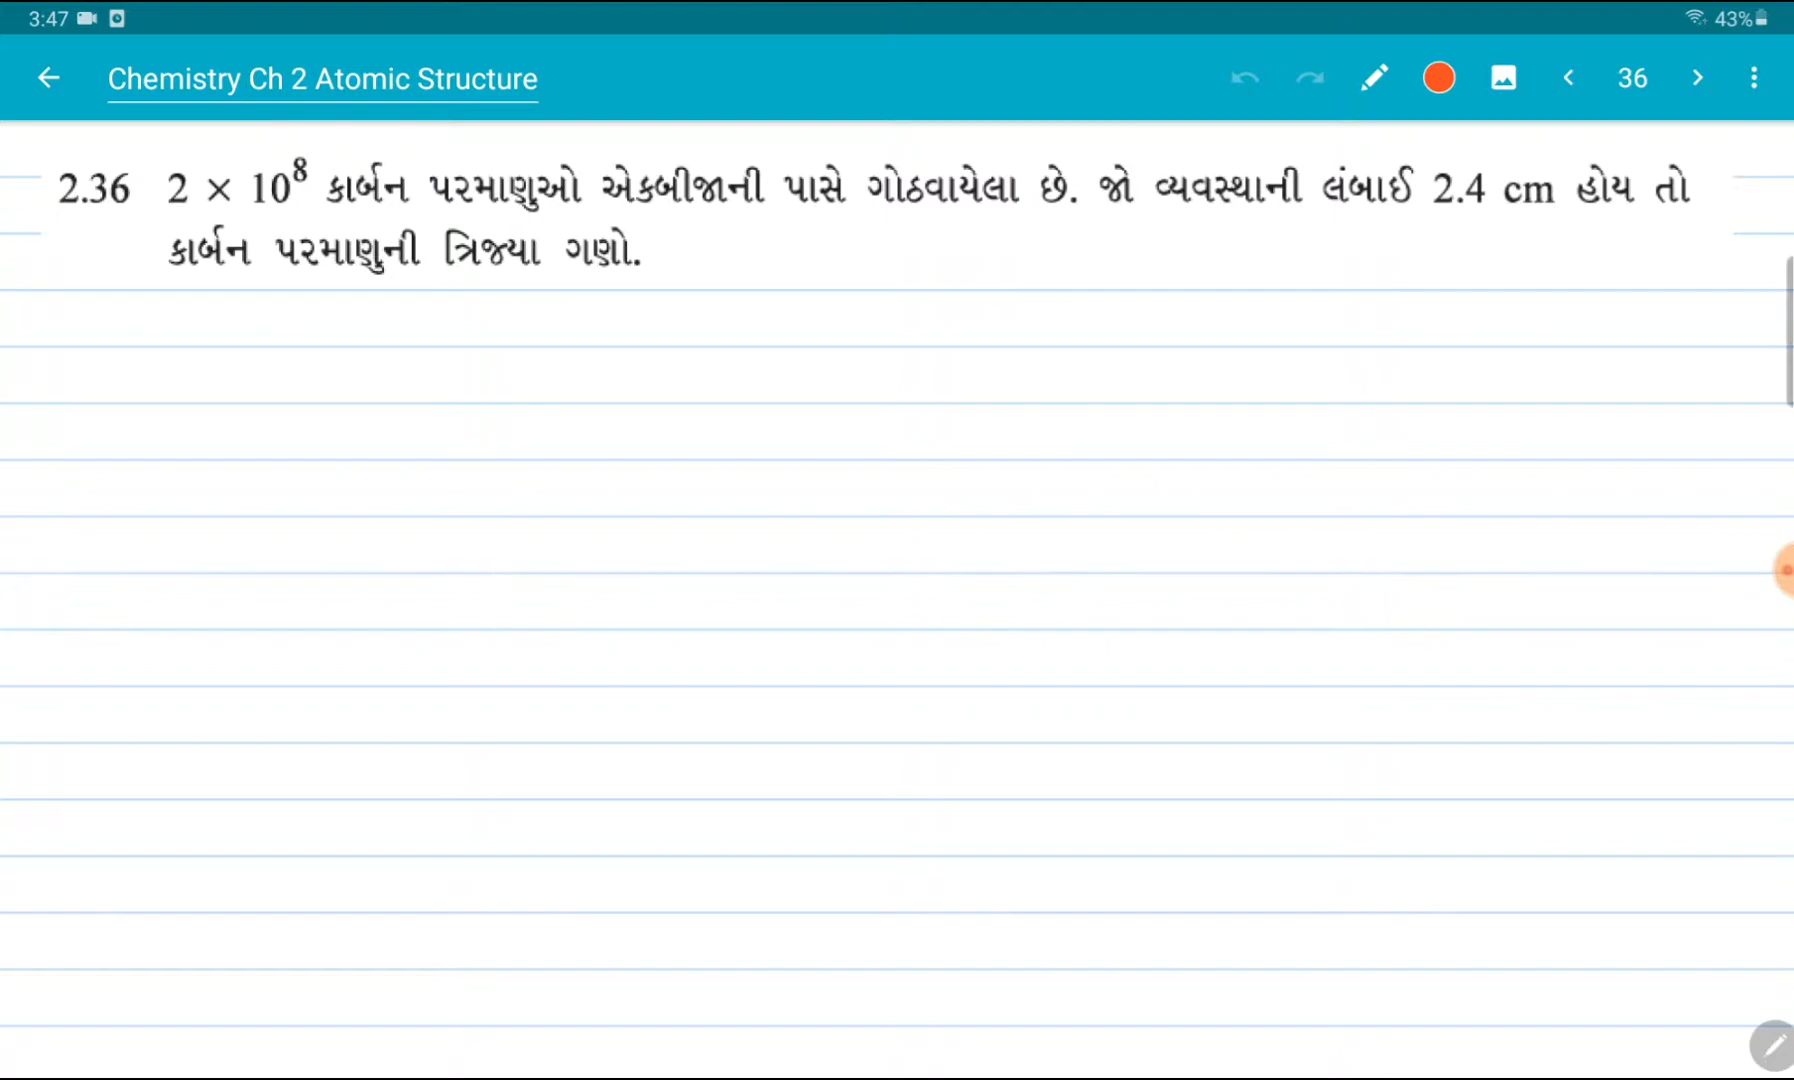 3:47 43%
Chemistry Ch 2 Atomic Structure 36
2.36 2 × 10⁸ કાર્બન પરમાણુઓ એકબીજાની પાસે ગોઠવાયેલા છે. જો વ્યવસ્થાની લંબાઈ 2.4 cm હોય તો
કાર્બન પરમાણુની ત્રિજ્યા ગણો.